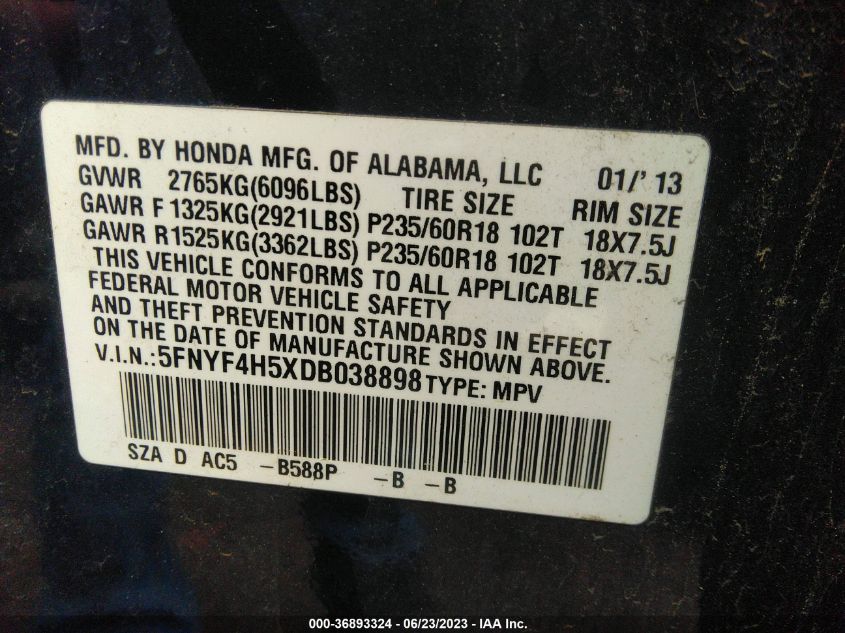 MFD. BY HONDA MFG. OF ALABAMA, LLC 01/'13
GVWR 2765KG(6096LBS) TIRE SIZE RIM SIZE
GAWR F1325KG(2921LBS) P235/60R18 102T 18X7.5J
GAWR R1525KG(3362LBS) P235/60R18 102T 18X7.5J
THIS VEHICLE CONFORMS TO ALL APPLICABLE
FEDERAL MOTOR VEHICLE SAFETY
AND THEFT PREVENTION STANDARDS IN EFFECT
ON THE DATE OF MANUFACTURE SHOWN ABOVE.
V.I.N.:5FNYF4H5XDB038898 TYPE: MPV
SZA D AC5 -B588P -B -B
000-36893324 - 06/23/2023 - IAA Inc.